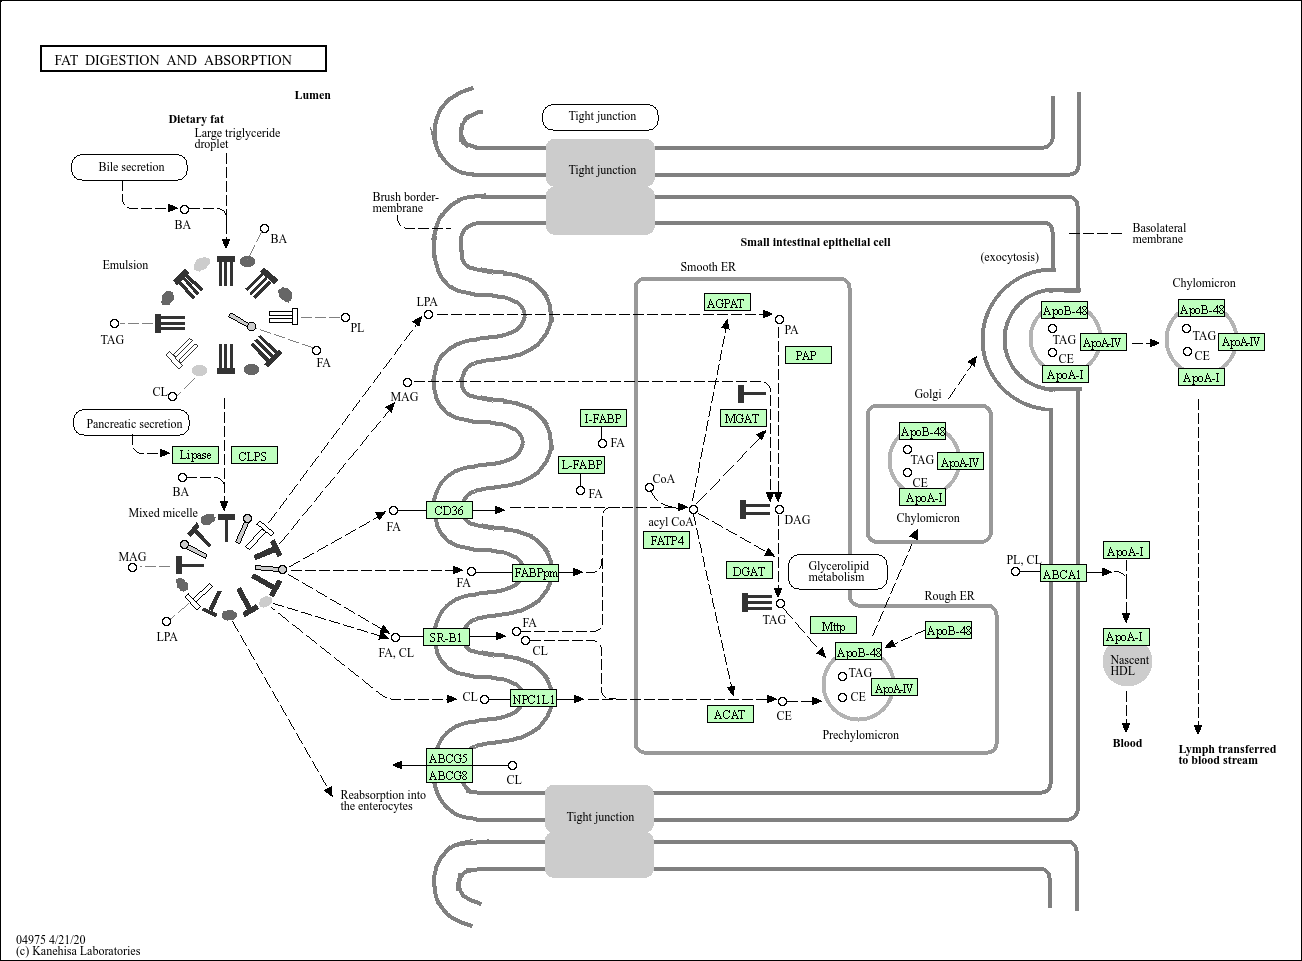 FAT DIGESTION AND ABSORPTION
Lumen
Dietary fat
Large triglyceride
droplet
Bile secretion
BA
BA
Emulsion
TAG
PL
FA
CL
Pancreatic secretion
Lipase
CLPS
BA
Mixed micelle
MAG
LPA
Brush border-
membrane
LPA
MAG
FA
CD36
FA
FABPpm
FA, CL
SR-B1
FA
CL
CL
NPC1L1
ABCG5
ABCG8
CL
Reabsorption into
the enterocytes
Tight junction
Tight junction
Small intestinal epithelial cell
Smooth ER
AGPAT
PA
PAP
MGAT
I-FABP
FA
L-FABP
FA
CoA
acyl CoA
FATP4
DAG
DGAT
Glycerolipid
metabolism
TAG
ACAT
CE
Rough ER
Mttp
ApoB-48
ApoB-48
TAG
ApoA-IV
CE
Prechylomicron
Golgi
ApoB-48
TAG
ApoA-IV
CE
ApoA-I
Chylomicron
(exocytosis)
Basolateral
membrane
ApoB-48
TAG
ApoA-IV
CE
ApoA-I
Chylomicron
ApoB-48
TAG
ApoA-IV
CE
ApoA-I
PL, CL
ABCA1
ApoA-I
ApoA-I
Nascent
HDL
Blood
Lymph transferred
to blood stream
Tight junction
04975 4/21/20
(c) Kanehisa Laboratories